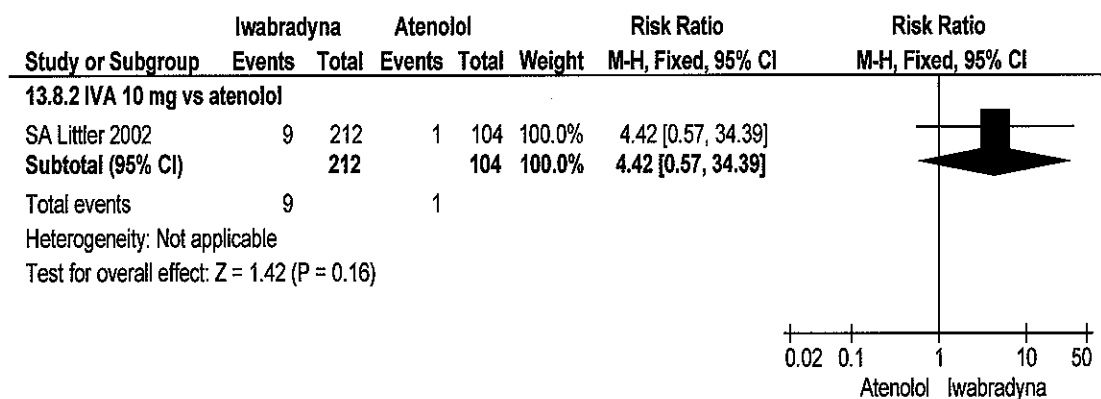 Iwabradyna Atenolol Risk Ratio Risk Ratio
Study or Subgroup Events Total Events Total Weight M-H, Fixed, 95% CI M-H, Fixed, 95% CI
13.8.2 IVA 10 mg vs atenolol
SA Littler 2002 9 212 1 104 100.0% 4.42 [0.57, 34.39]
Subtotal (95% CI) 212 104 100.0% 4.42 [0.57, 34.39]
Total events 9 1
Heterogeneity: Not applicable
Test for overall effect: Z = 1.42 (P = 0.16)
0.02 0.1 1 10 50
Atenolol Iwabradyna